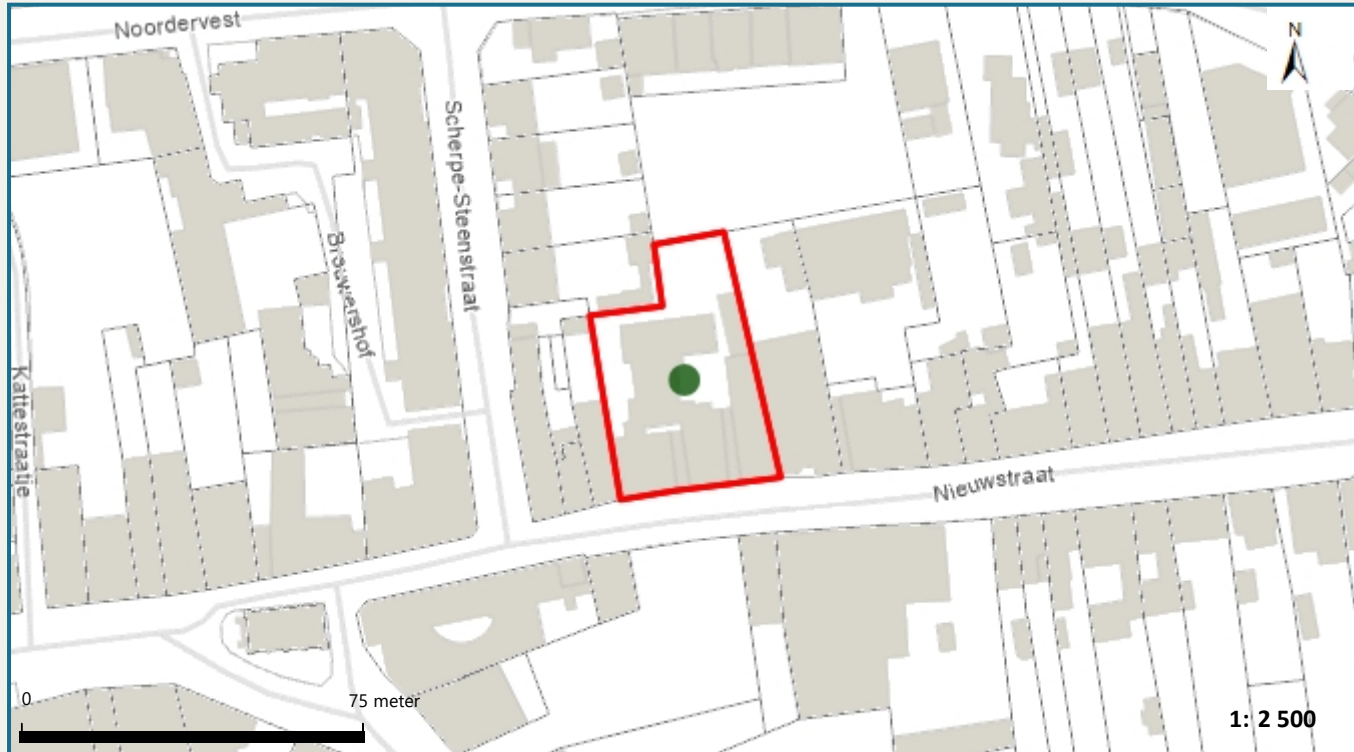 Noordervest
N
Scherpe-Steenstraat
Brouwershof
Kattestraatje
Nieuwstraat
0
75 meter
1: 2 500